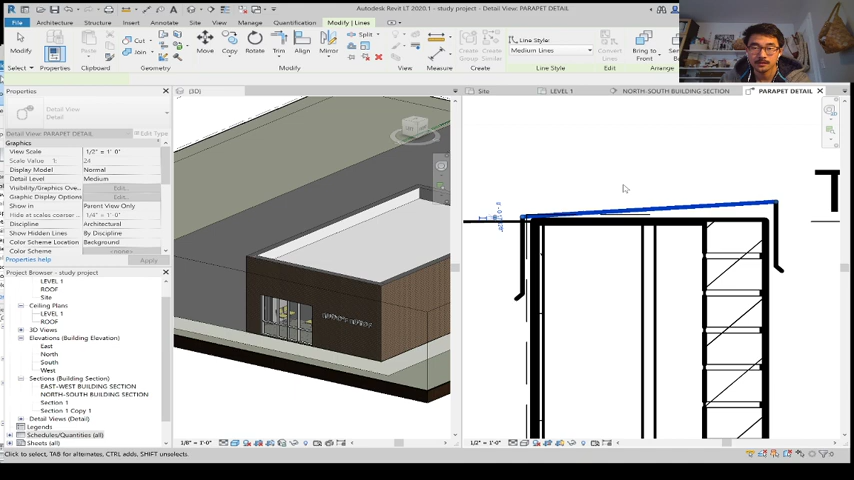 Autodesk Revit LT 2020.1 - study project
File
Architecture
Structure
Insert
Annotate
Site
View
Manage
Quantification
Modify | Lines
Modify
Select
Properties
Paste
Clipboard
Cut
Join
Geometry
Move
Copy
Rotate
Trim
Align
Mirror
Modify
Split
View
Measure
Create
Line Style:
Medium Lines
Line Style
Convert
Lines
Edit
Bring to
Front
Arrange
Properties
Detail View
Detail
Detail View: PARAPET DETAIL
Edit Type
Graphics
View Scale 1/2" = 1'-0"
Scale Value 1: 24
Display Model Normal
Detail Level Medium
Visibility/Graphics Ove... Edit...
Graphic Display Options Edit...
Show in Parent View Only
Hide at scales coarser ... 1/4" = 1'-0"
Discipline Architectural
Show Hidden Lines By Discipline
Color Scheme Location Background
Color Scheme <none>
Properties help
Apply
Project Browser - study project
LEVEL 1
ROOF
Site
Ceiling Plans
LEVEL 1
ROOF
3D Views
Elevations (Building Elevation)
East
North
South
West
Sections (Building Section)
EAST-WEST BUILDING SECTION
NORTH-SOUTH BUILDING SECTION
Section 1
Section 1 Copy 1
Detail Views (Detail)
Legends
Schedules/Quantities (all)
Sheets (all)
{3D}
Site
LEVEL 1
NORTH-SOUTH BUILDING SECTION
PARAPET DETAIL
T
1/8" = 1'-0"
1/2" = 1'-0"
Click to select, TAB for alternates, CTRL adds, SHIFT unselects.